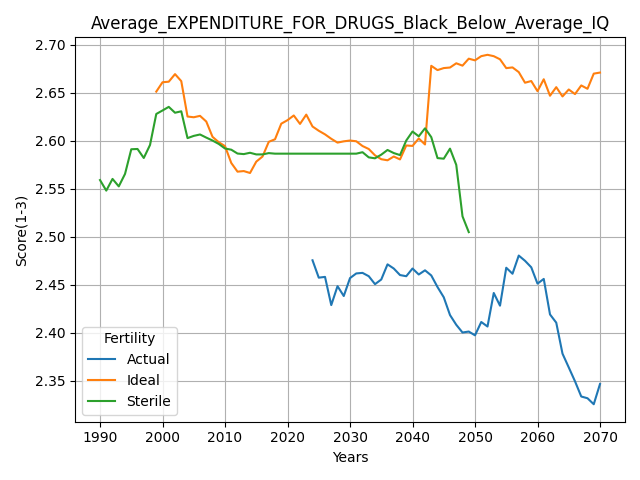 Average_EXPENDITURE_FOR_DRUGS_Black_Below_Average_IQ
2.70
2.65
2.60
2.55
2.50
2.45
2.40
2.35
Score(1-3)
Fertility
Actual
Ideal
Sterile
1990 2000 2010 2020 2030 2040 2050 2060 2070
Years